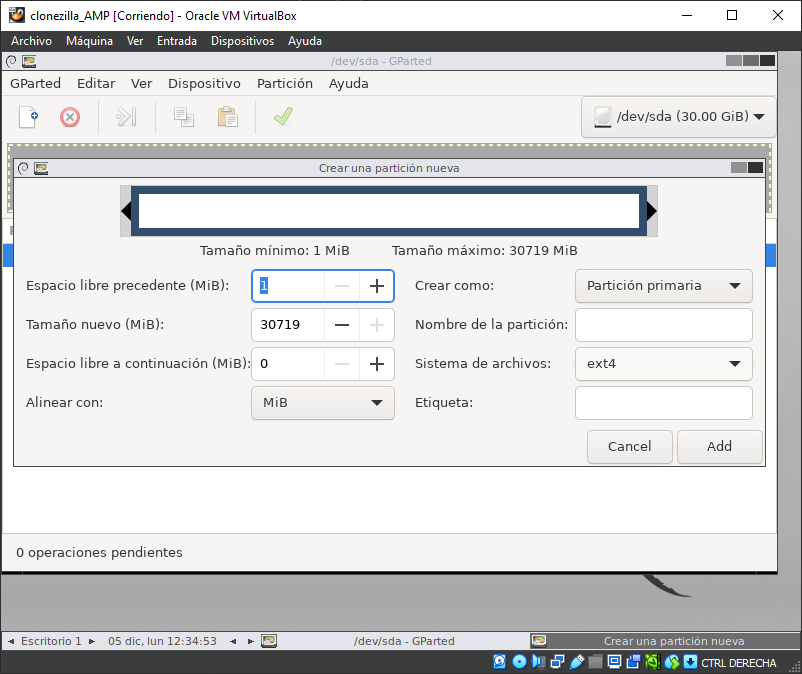 clonezilla_AMP [Corriendo] - Oracle VM VirtualBox
Archivo Máquina Ver Entrada Dispositivos Ayuda
/dev/sda - GParted
GParted Editar Ver Dispositivo Partición Ayuda
/dev/sda (30.00 GiB)
Crear una partición nueva
Tamaño mínimo: 1 MiB Tamaño máximo: 30719 MiB
Espacio libre precedente (MiB): 1 Crear como: Partición primaria
Tamaño nuevo (MiB): 30719 Nombre de la partición:
Espacio libre a continuación (MiB): 0 Sistema de archivos: ext4
Alinear con: MiB Etiqueta:
Cancel Add
0 operaciones pendientes
Escritorio 1 05 dic, lun 12:34:53 /dev/sda - GParted Crear una partición nueva
CTRL DERECHA